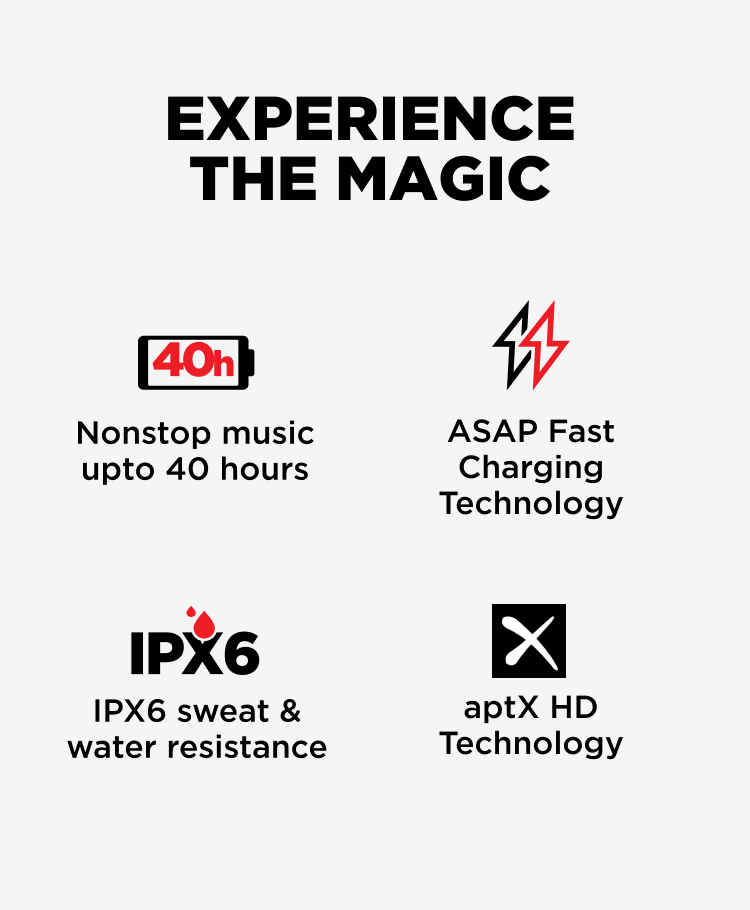 EXPERIENCE
THE MAGIC
40h
Nonstop music
upto 40 hours
ASAP Fast
Charging
Technology
IPX6
IPX6 sweat &
water resistance
aptX HD
Technology